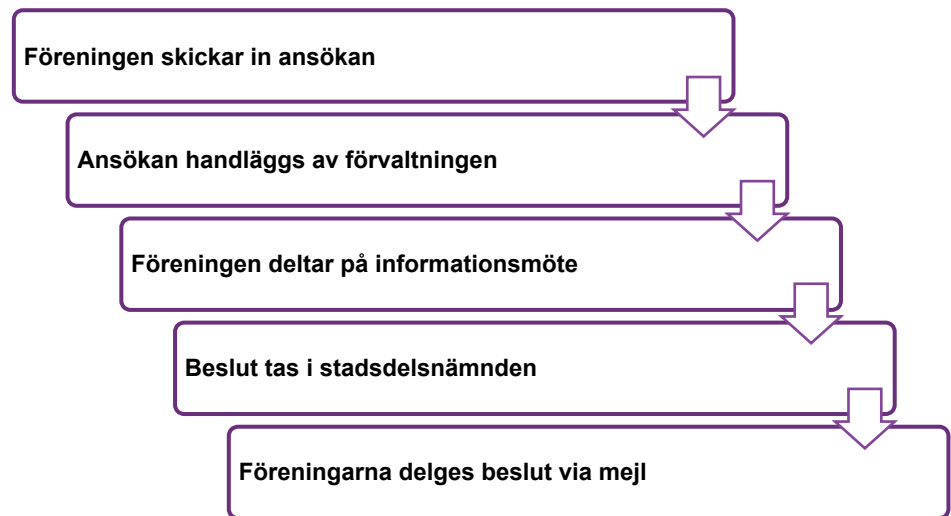 Föreningen skickar in ansökan
Ansökan handläggs av förvaltningen
Föreningen deltar på informationsmöte
Beslut tas i stadsdelsnämnden
Föreningarna delges beslut via mejl